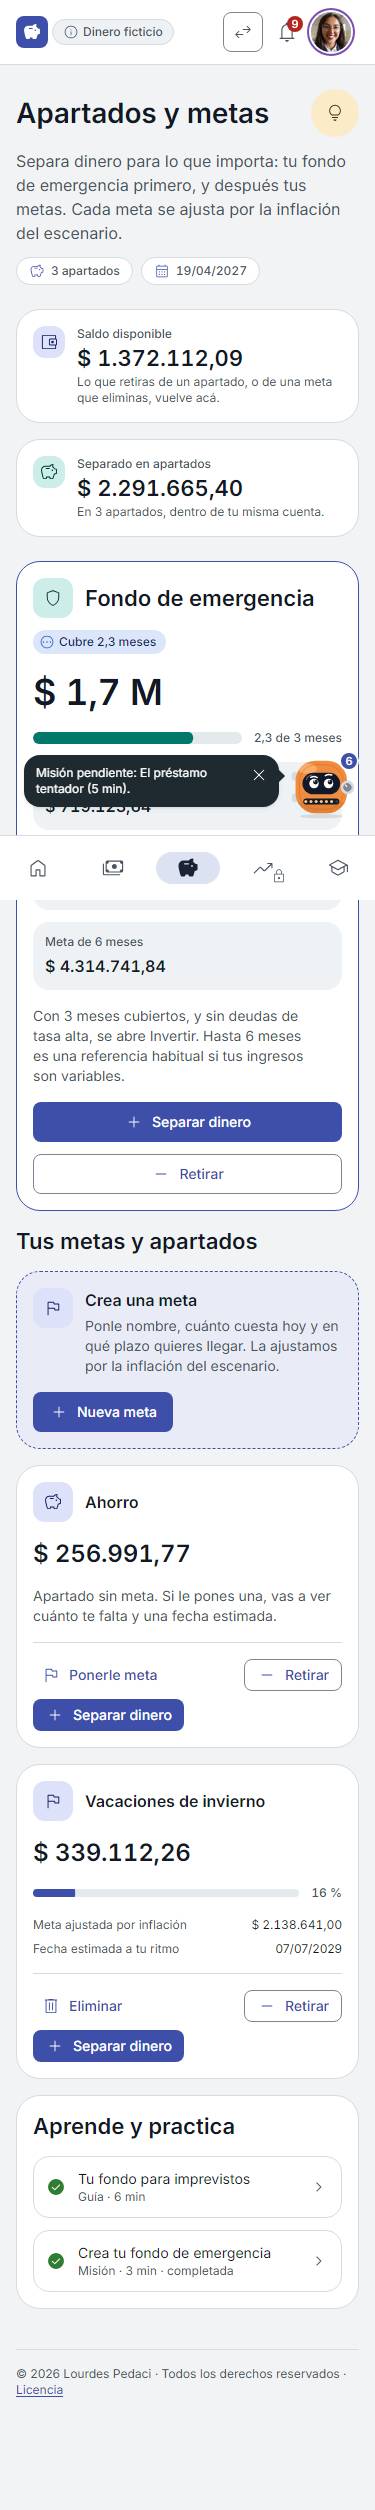 Dinero ficticio
9
Apartados y metas
Separa dinero para lo que importa: tu fondo
de emergencia primero, y después tus
metas. Cada meta se ajusta por la inflación
del escenario.
3 apartados
19/04/2027
Saldo disponible
$ 1.372.112,09
Lo que retiras de un apartado, o de una meta
que eliminas, vuelve acá.
Separado en apartados
$ 2.291.665,40
En 3 apartados, dentro de tu misma cuenta.
Fondo de emergencia
Cubre 2,3 meses
$ 1,7 M
2,3 de 3 meses
6
Misión pendiente: El préstamo
tentador (5 min).
Meta de 6 meses
$ 4.314.741,84
Con 3 meses cubiertos, y sin deudas de
tasa alta, se abre Invertir. Hasta 6 meses
es una referencia habitual si tus ingresos
son variables.
Separar dinero
Retirar
Tus metas y apartados
Crea una meta
Ponle nombre, cuánto cuesta hoy y en
qué plazo quieres llegar. La ajustamos
por la inflación del escenario.
Nueva meta
Ahorro
$ 256.991,77
Apartado sin meta. Si le pones una, vas a ver
cuánto te falta y una fecha estimada.
Ponerle meta
Retirar
Separar dinero
Vacaciones de invierno
$ 339.112,26
16 %
Meta ajustada por inflación
$ 2.138.641,00
Fecha estimada a tu ritmo
07/07/2029
Eliminar
Retirar
Separar dinero
Aprende y practica
Tu fondo para imprevistos
Guía · 6 min
Crea tu fondo de emergencia
Misión · 3 min · completada
© 2026 Lourdes Pedaci · Todos los derechos reservados ·
Licencia